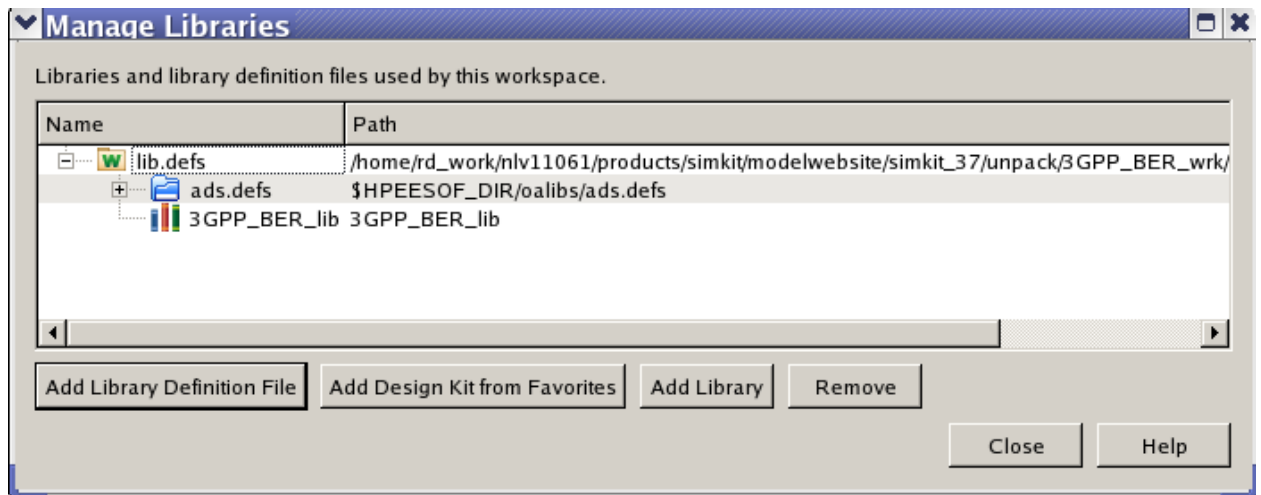 Manage Libraries
Libraries and library definition files used by this workspace.
Name Path
W lib.defs /home/rd_work/nlv11061/products/simkit/modelwebsite/simkit_37/unpack/3GPP_BER_wrk/
ads.defs $HPEESOF_DIR/oalibs/ads.defs
3GPP_BER_lib 3GPP_BER_lib
Add Library Definition File Add Design Kit from Favorites Add Library Remove
Close Help